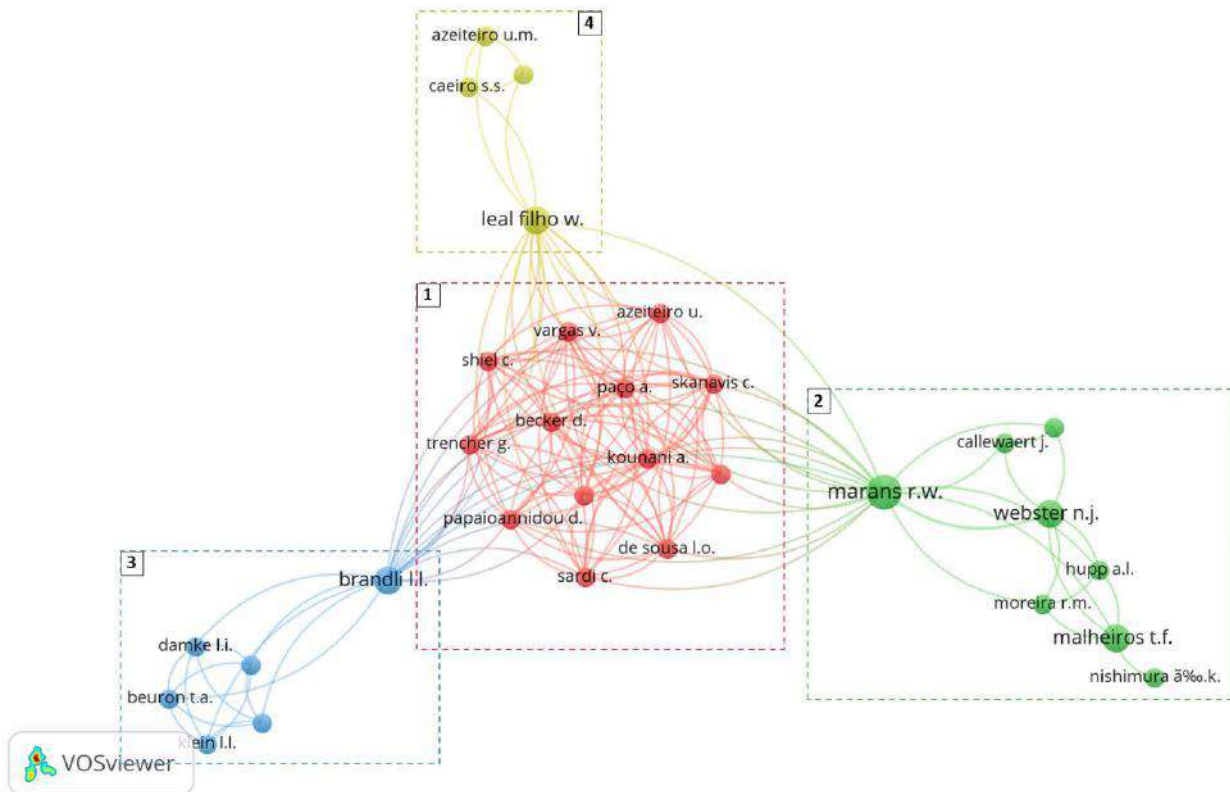 4
azeiteiro u.m.
caeiro s.s.
leal filho w.
1
azeiteiro u.
vargas v.
shiel c.
paço a.
skanavis c.
becker d.
trencher g.
kounani a.
papaioannidou d.
de sousa l.o.
sardi c.
2
callewaert j.
marans r.w.
webster n.j.
hupp a.l.
moreira r.m.
malheiros t.f.
nishimura ã‰.k.
3
brandli l.l.
damke l.i.
beuron t.a.
klein l.l.
VOSviewer